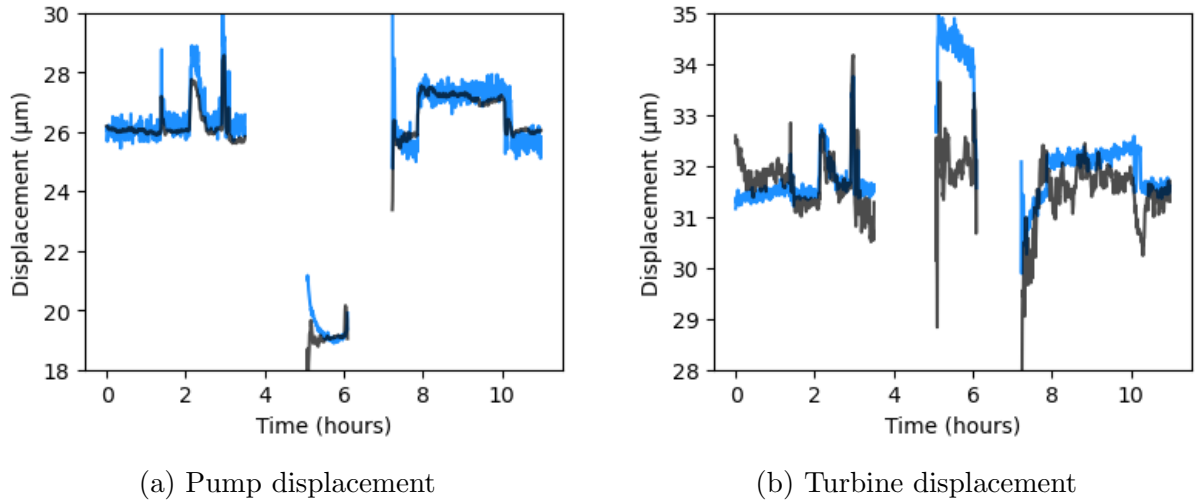 30
28
26
24
22
20
18
Displacement (μm)
0 2 4 6 8 10
Time (hours)
(a) Pump displacement
35
34
33
32
31
30
29
28
Displacement (μm)
0 2 4 6 8 10
Time (hours)
(b) Turbine displacement